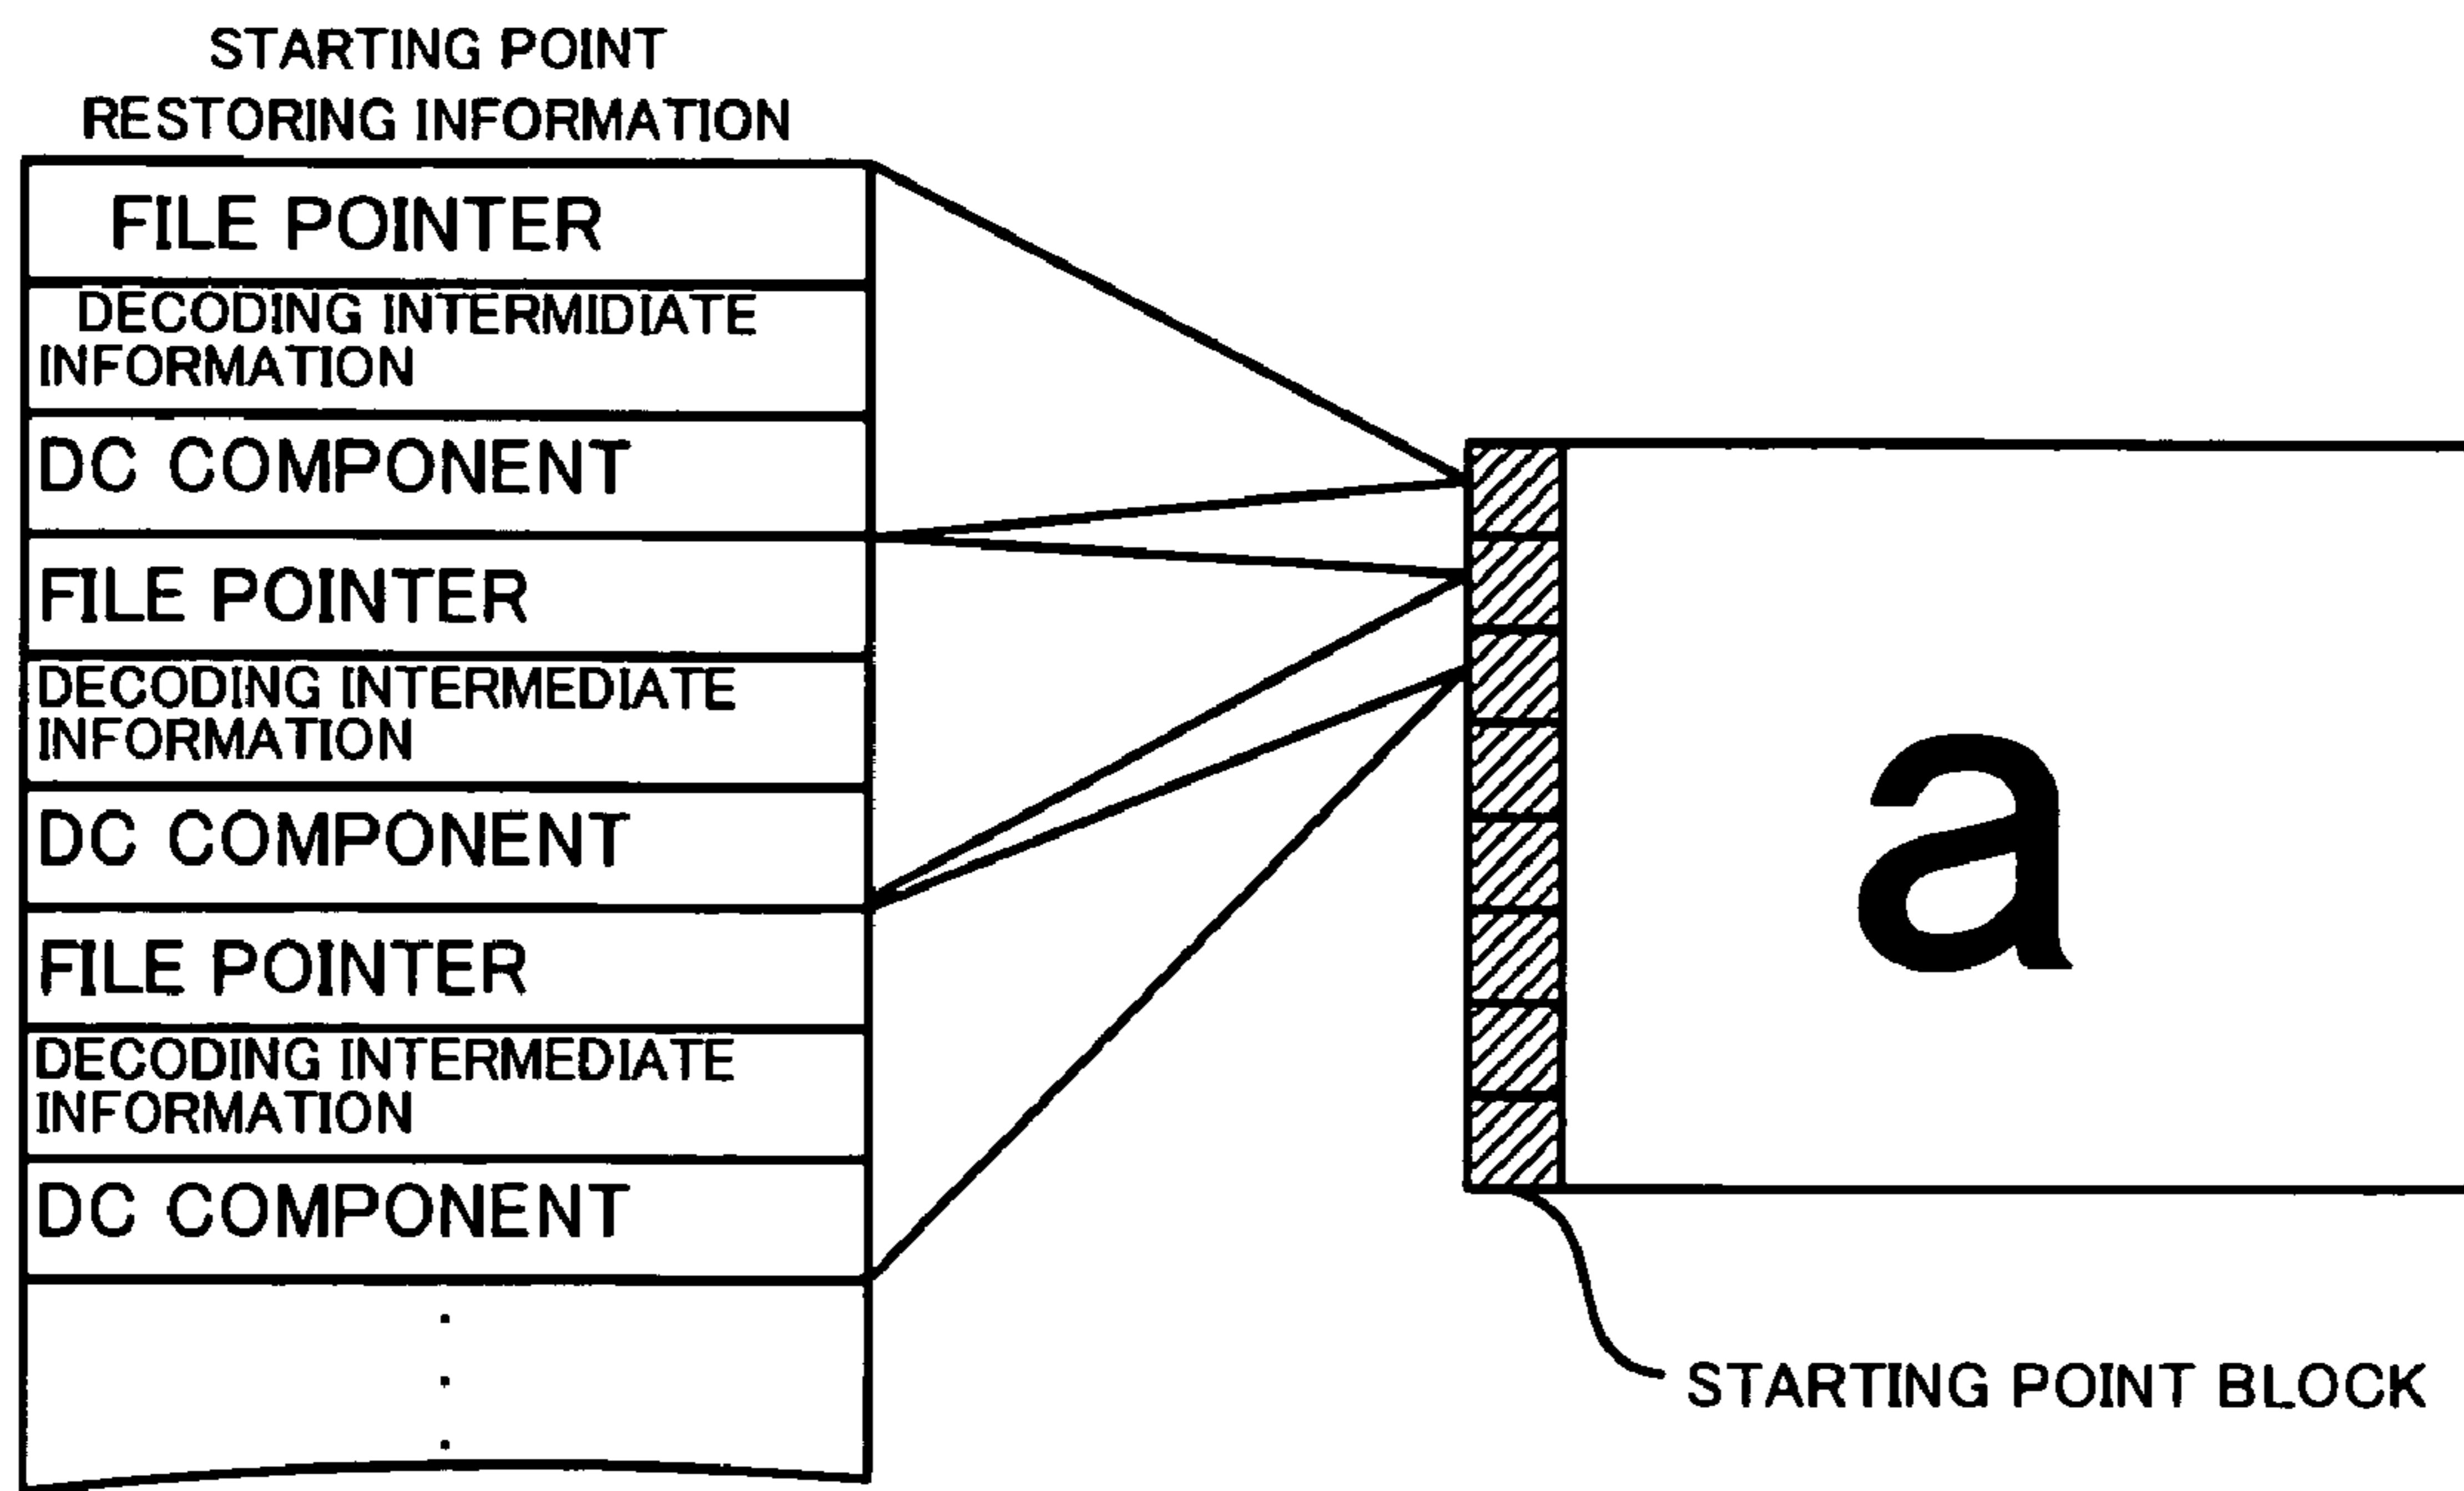 STARTING POINT
RESTORING INFORMATION
FILE POINTER
DECODING INTERMIDIATE
INFORMATION
DC COMPONENT
FILE POINTER
DECODING INTERMEDIATE
INFORMATION
DC COMPONENT
FILE POINTER
DECODING INTERMEDIATE
INFORMATION
DC COMPONENT
a
STARTING POINT BLOCK